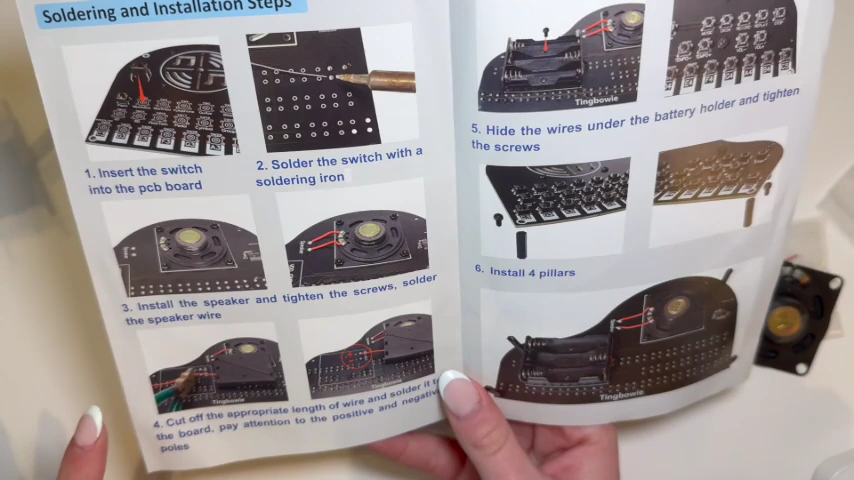 Soldering and Installation Steps
1. Insert the switch
into the pcb board
2. Solder the switch with a
soldering iron
3. Install the speaker and tighten the screws, solder
the speaker wire
Tingbowie
4. Cut off the appropriate length of wire and solder it
the board, pay attention to the positive and negative
poles
Tingbowie
5. Hide the wires under the battery holder and tighten
the screws
6. Install 4 pillars
Tingbowie